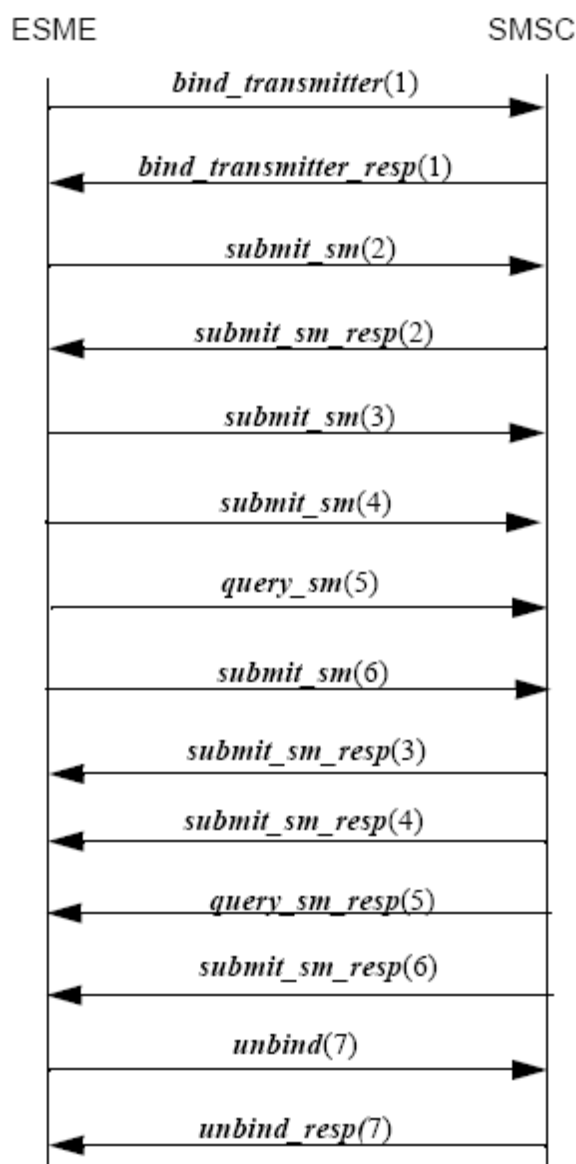 ESME SMSC
bind_transmitter(1)
bind_transmitter_resp(1)
submit_sm(2)
submit_sm_resp(2)
submit_sm(3)
submit_sm(4)
query_sm(5)
submit_sm(6)
submit_sm_resp(3)
submit_sm_resp(4)
query_sm_resp(5)
submit_sm_resp(6)
unbind(7)
unbind_resp(7)